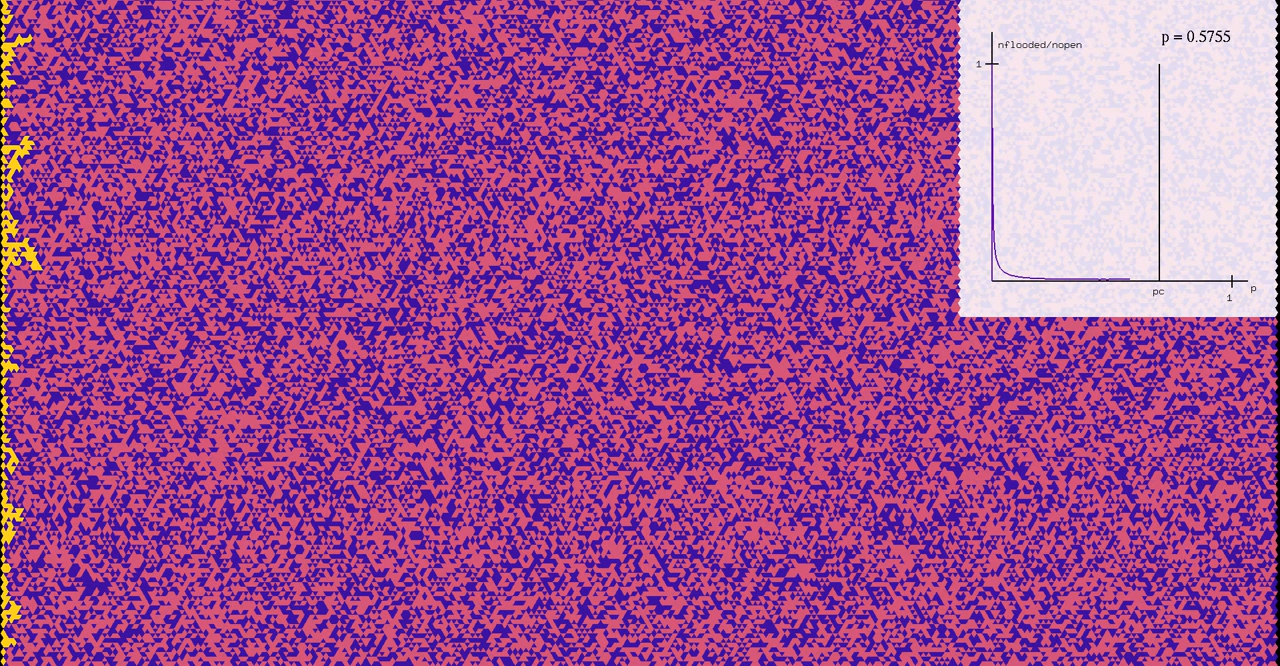 p = 0.5755
nflooded/nopen
1
pc
1
p